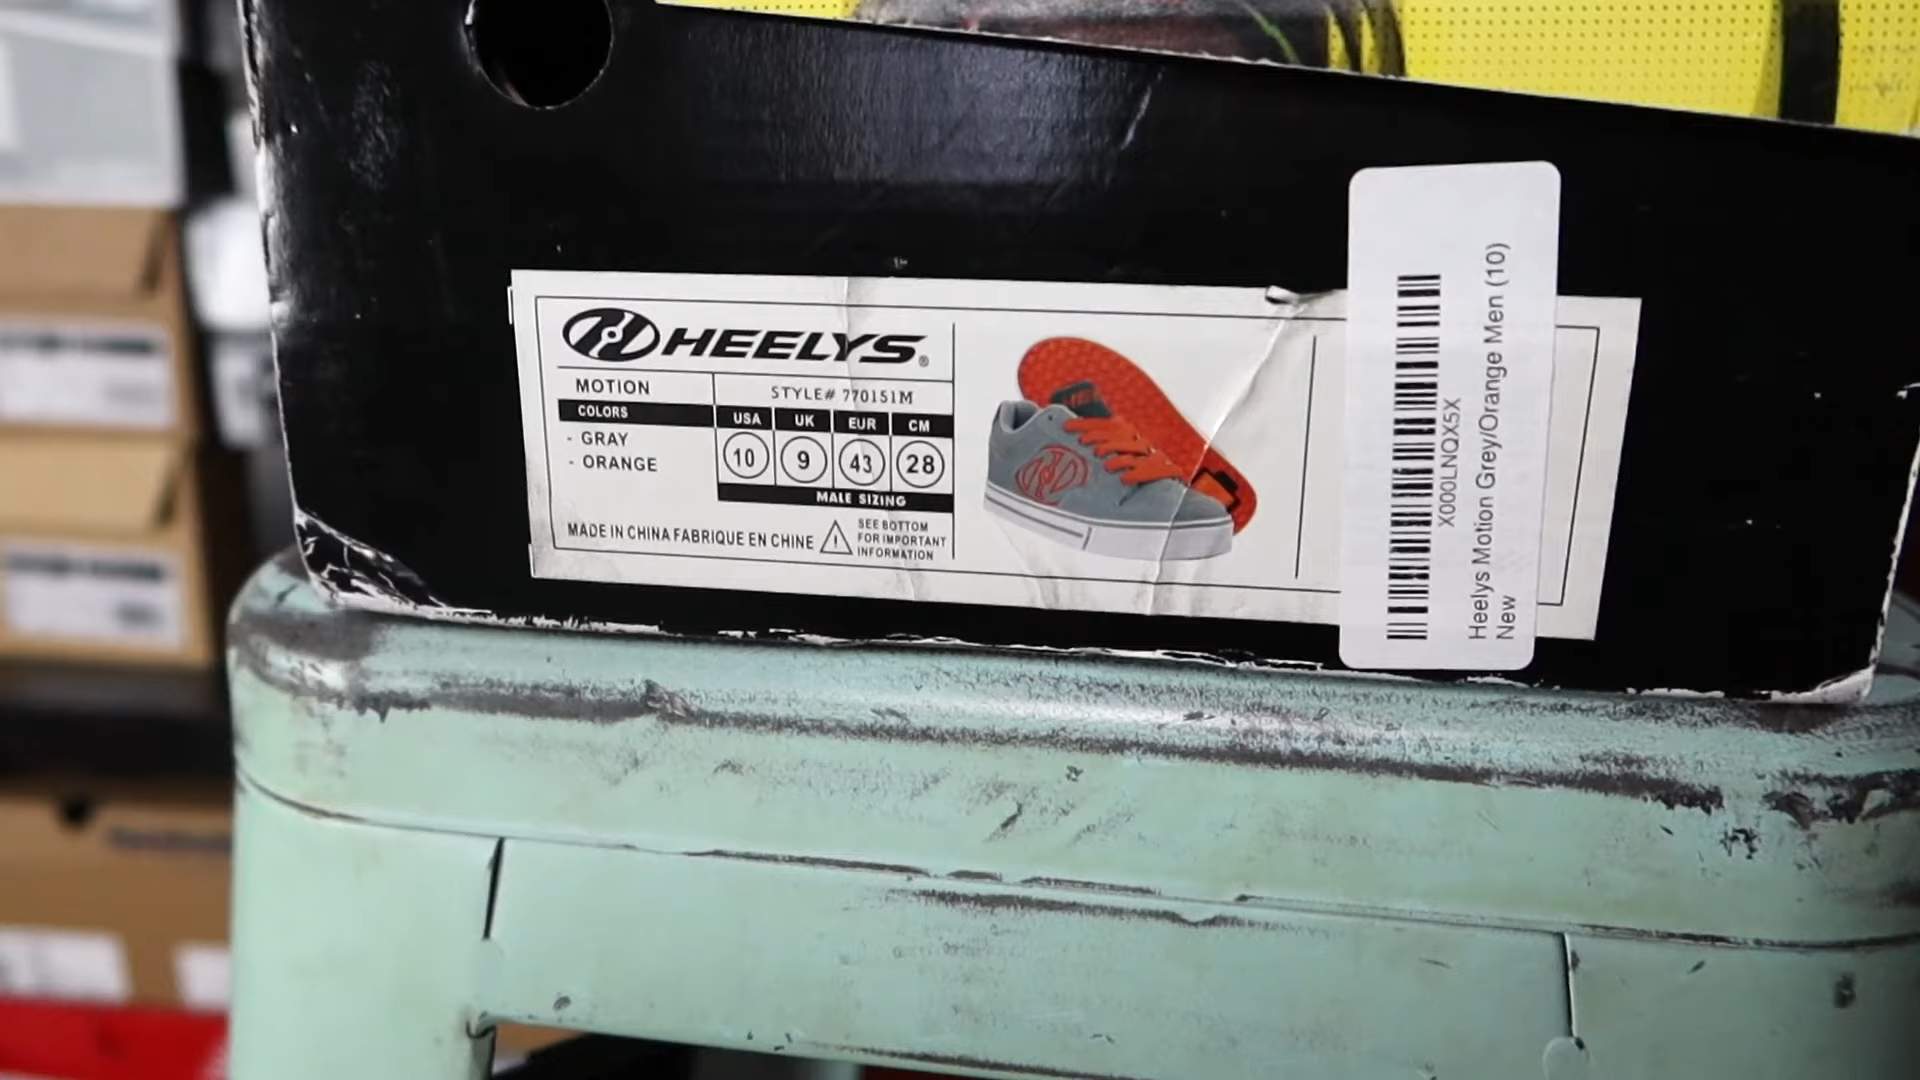 HEELYS®
MOTION
STYLE# 770151M
COLORS
- GRAY
- ORANGE
USA UK EUR CM
10 9 43 28
MALE SIZING
MADE IN CHINA FABRIQUE EN CHINE
SEE BOTTOM
FOR IMPORTANT
INFORMATION
X000LNQX5X
Heelys Motion Grey/Orange Men (10)
New